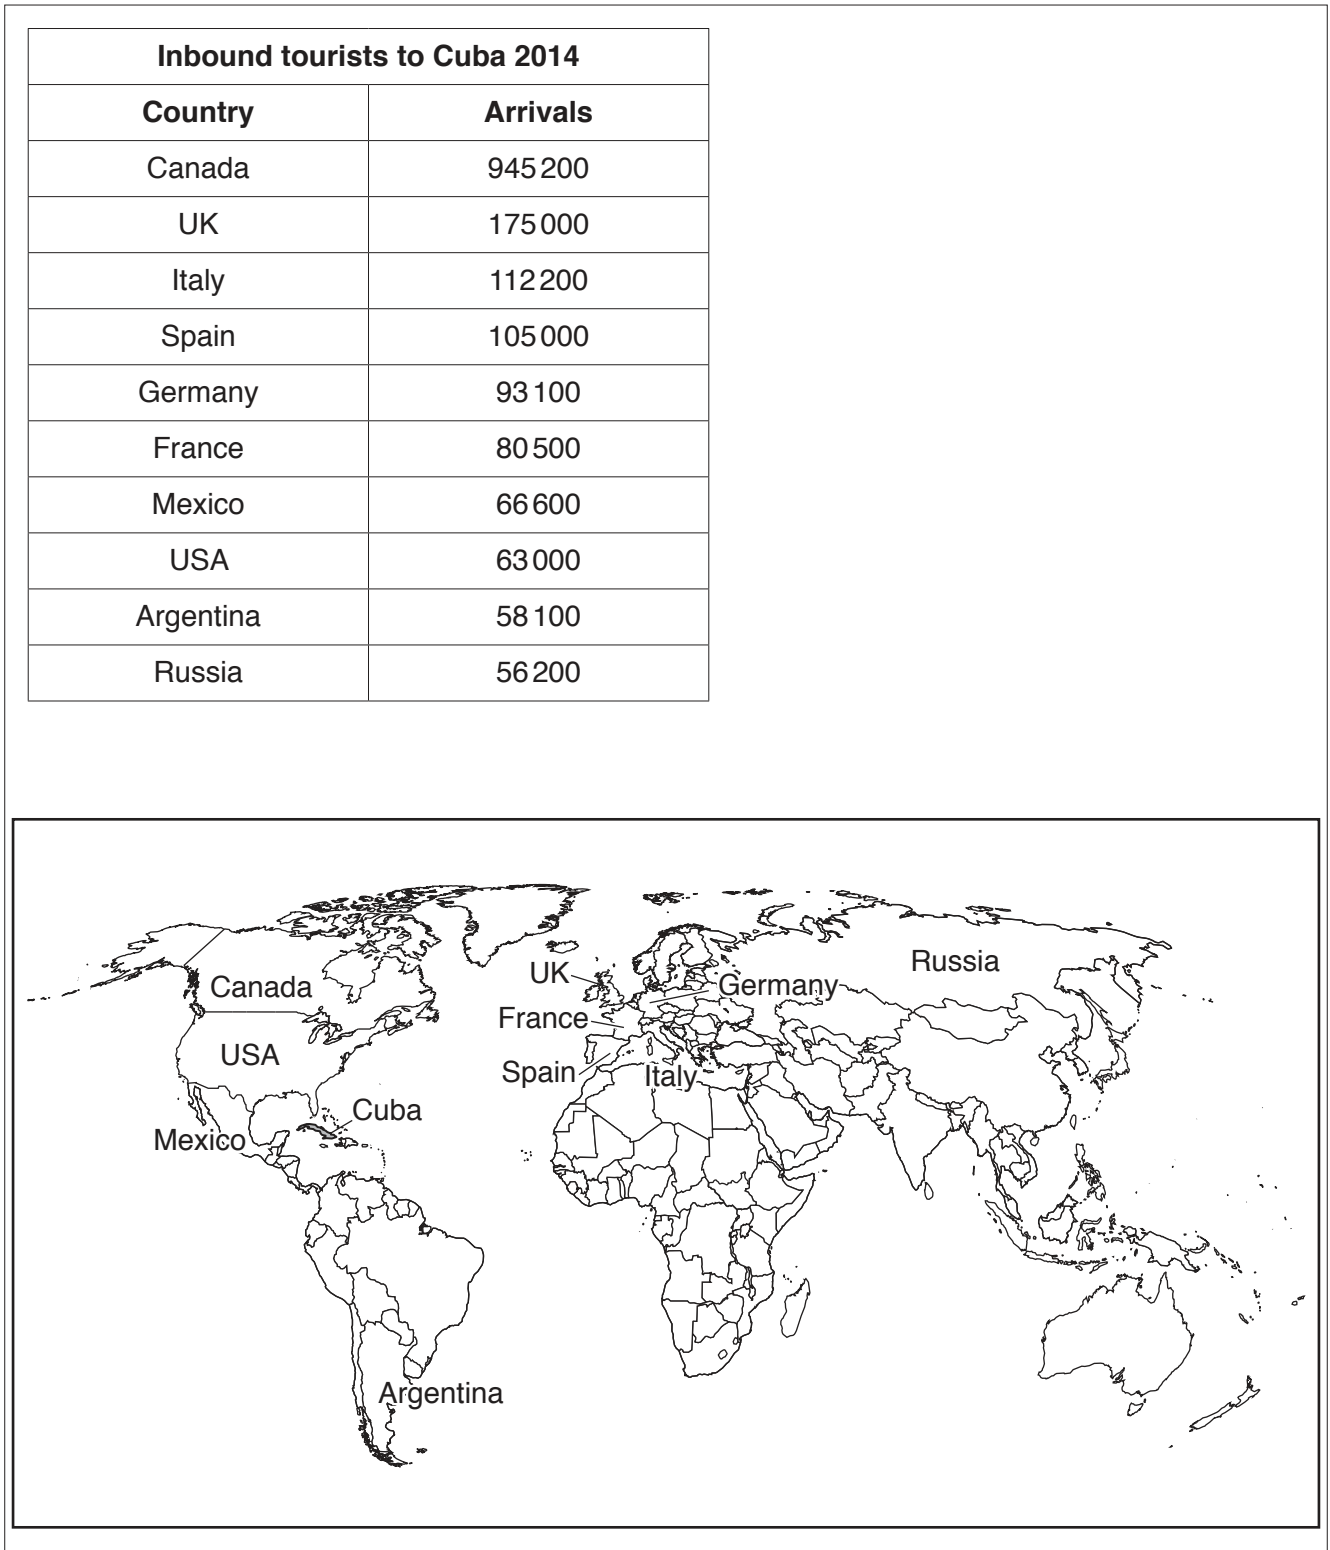 Inbound tourists to Cuba 2014
Country Arrivals
Canada 945 200
UK 175 000
Italy 112 200
Spain 105 000
Germany 93 100
France 80 500
Mexico 66 600
USA 63 000
Argentina 58 100
Russia 56 200
Russia
UK
Germany
Canada
France
USA
Spain
Italy
Cuba
Mexico
Argentina